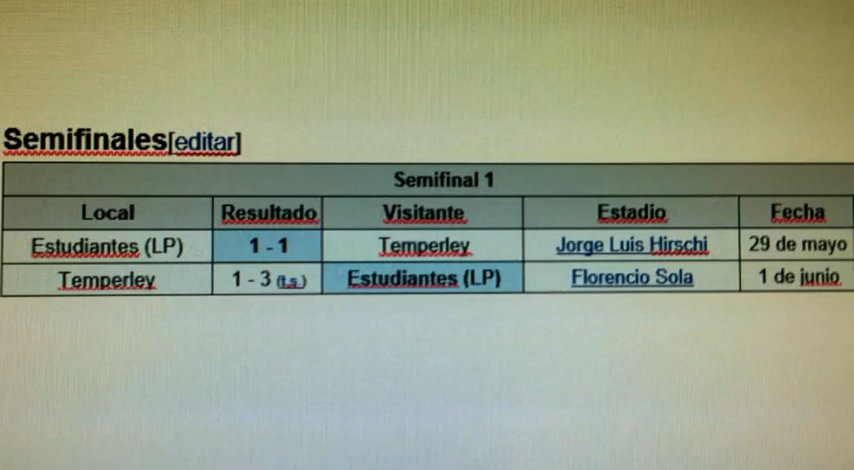 Semifinales[editar]
Semifinal 1
Local Resultado Visitante Estadio Fecha
Estudiantes (LP) 1 - 1 Temperley Jorge Luis Hirschi 29 de mayo
Temperley 1 - 3 (t.s.) Estudiantes (LP) Florencio Sola 1 de junio